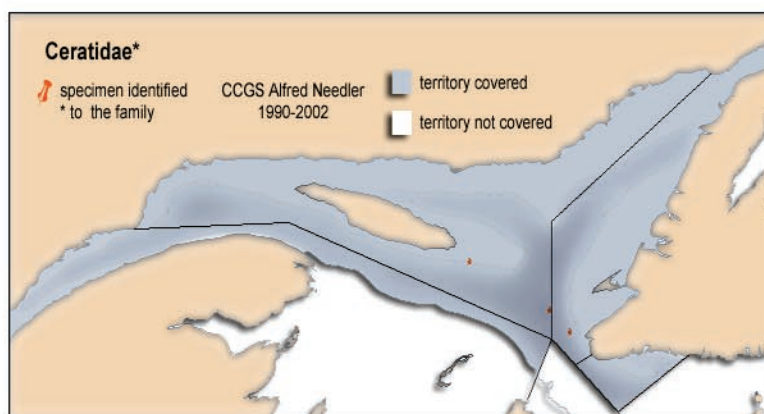 Ceratidae*
specimen identified
* to the family
CCGS Alfred Needler
1990-2002
territory covered
territory not covered